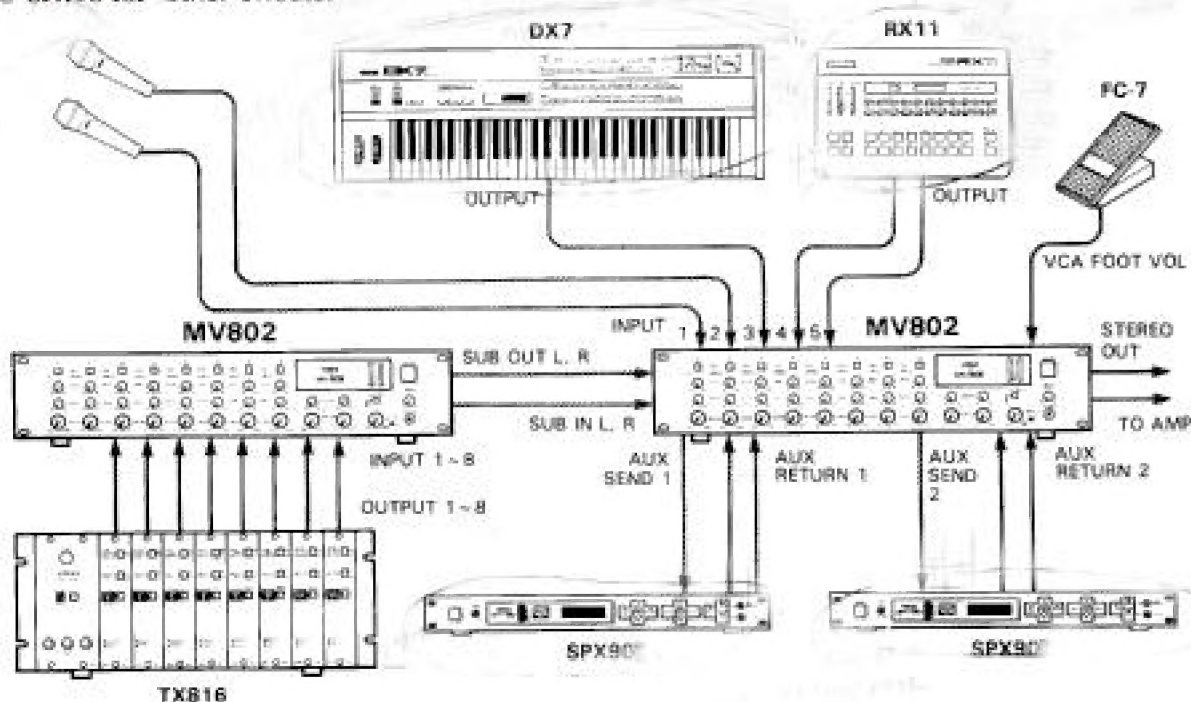 DX7
RX11
FC-7
OUTPUT
OUTPUT
VCA FOOT VOL
MV802
INPUT 1 2 3 4 5
MV802
STEREO
OUT
SUB OUT L, R
SUB IN L, R
TO AMP
INPUT 1~8
AUX
SEND 1
AUX
RETURN 1
AUX
SEND
2
AUX
RETURN 2
OUTPUT 1~8
SPX90
SPX90
TX816